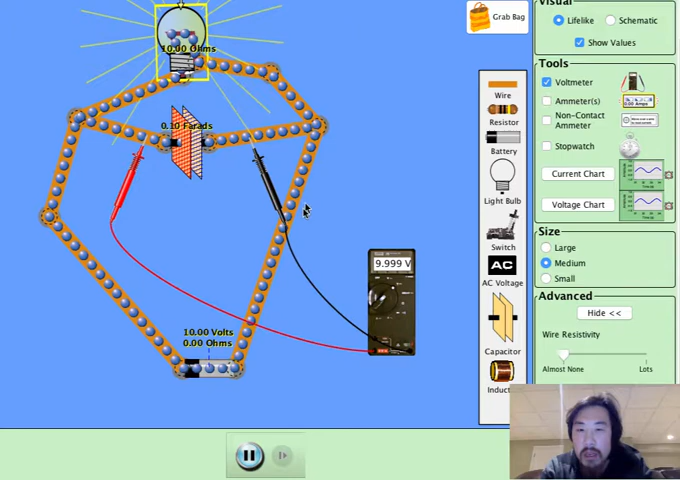 Visual
Grab Bag
Lifelike
Schematic
Show Values
10.00 Ohms
Tools
Voltmeter
Ammeter(s)
Wire
Non-Contact
Ammeter
Resistor
0.10 Farads
Stopwatch
Battery
Current Chart
Light Bulb
Voltage Chart
Switch
Size
Large
AC
9.999 V
Medium
AC Voltage
Small
Advanced
Hide <<
10.00 Volts
0.00 Ohms
Wire Resistivity
Capacitor
Almost None
Lots
Induct